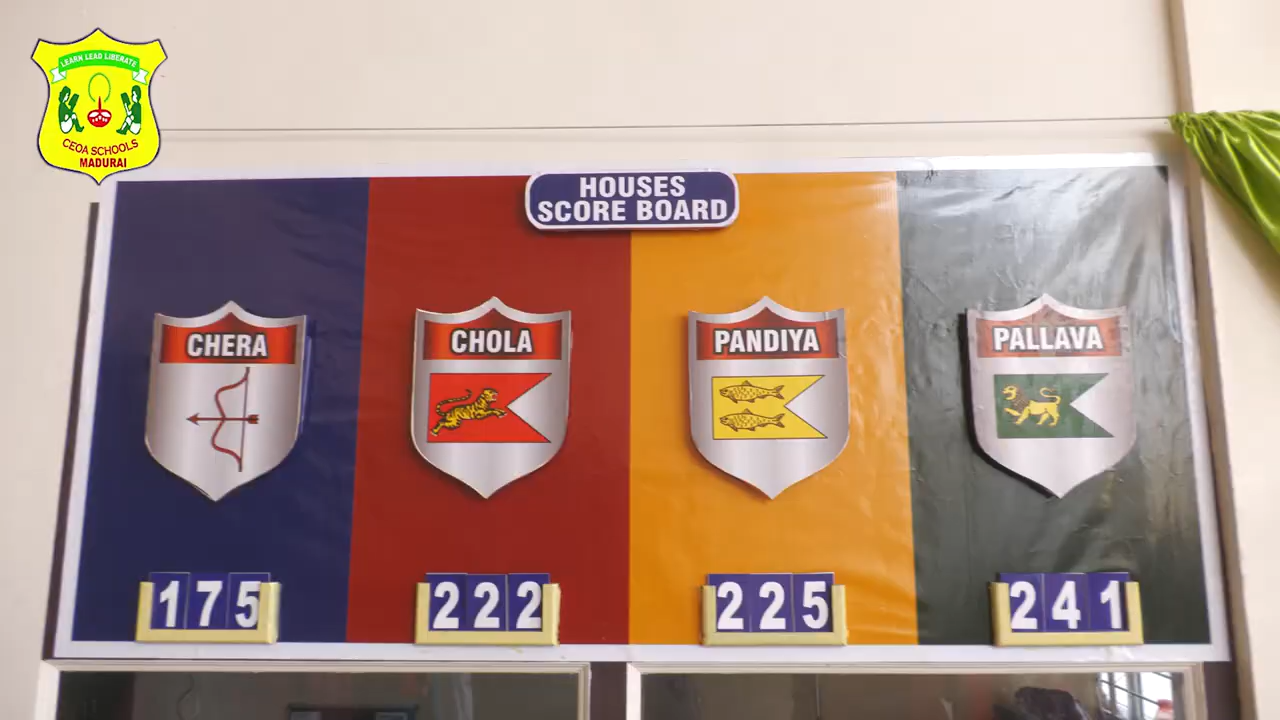 LEARN LEAD LIBERATE
CEOA SCHOOLS
MADURAI
HOUSES
SCORE BOARD
CHERA
CHOLA
PANDIYA
PALLAVA
175
222
225
241